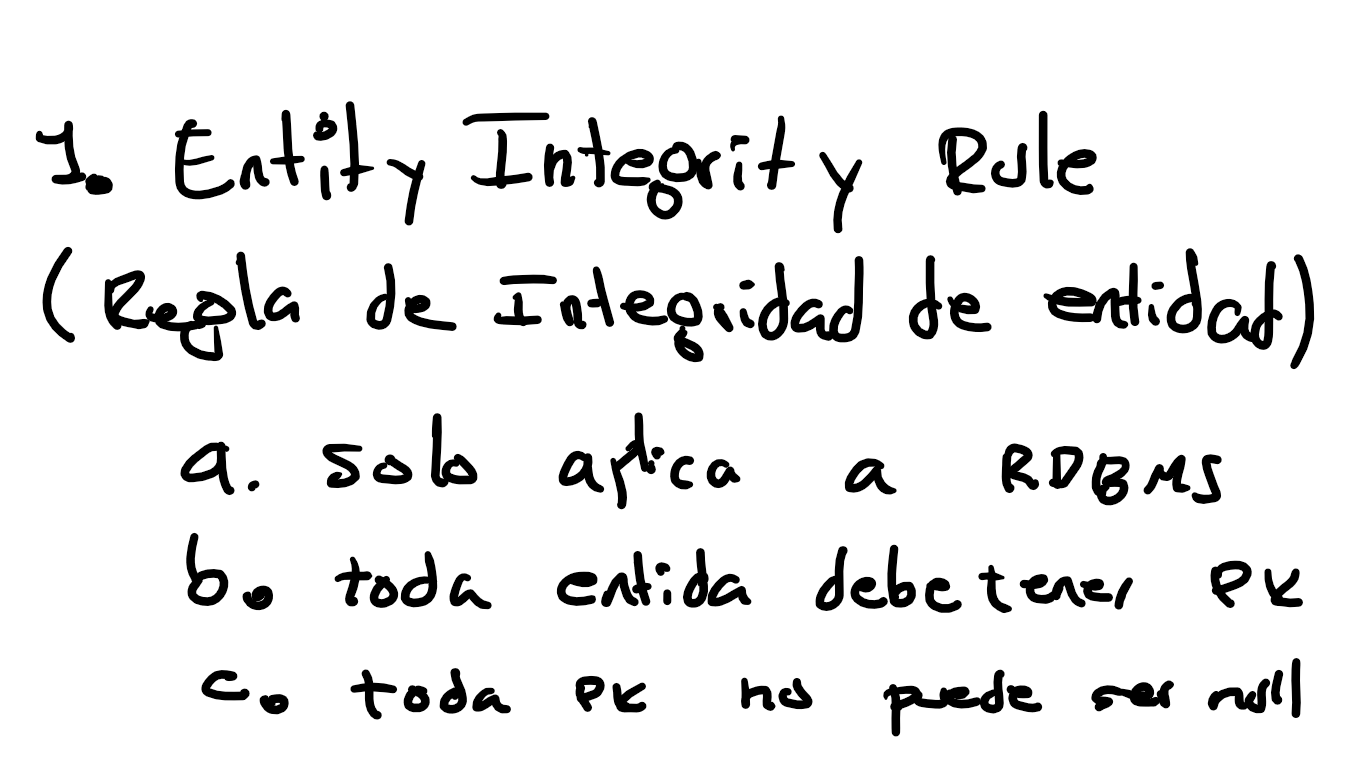 1. Entity Integrity Rule
(Regla de Integridad de entidad)
a. solo aplica a RDBMS
b. toda entida debe tener PK
c. toda PK no puede ser null